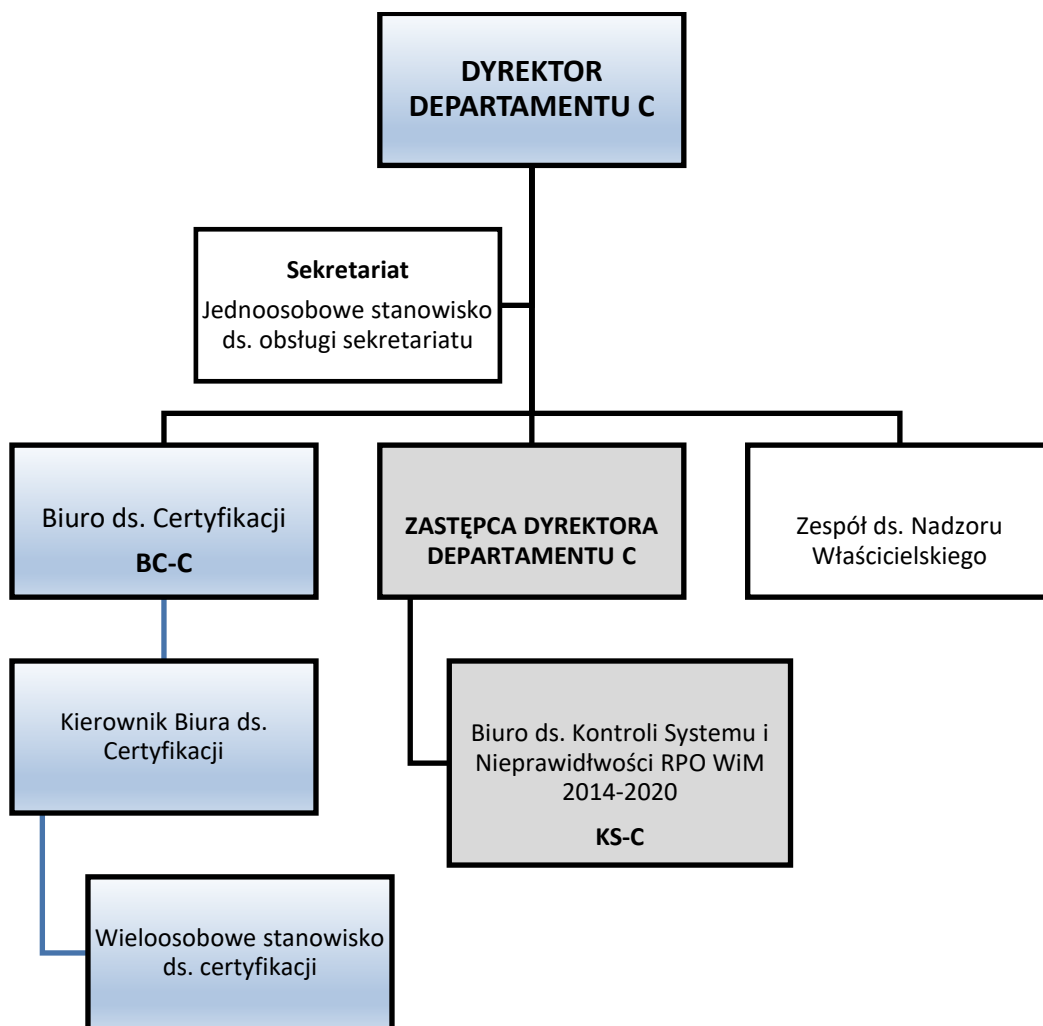 DYREKTOR
DEPARTAMENTU C
Sekretariat
Jednoosobowe stanowisko
ds. obsługi sekretariatu
Biuro ds. Certyfikacji
BC-C
ZASTĘPCA DYREKTORA
DEPARTAMENTU C
Zespół ds. Nadzoru
Właścicielskiego
Kierownik Biura ds.
Certyfikacji
Biuro ds. Kontroli Systemu i
Nieprawidłwości RPO WiM
2014-2020
KS-C
Wieloosobowe stanowisko
ds. certyfikacji